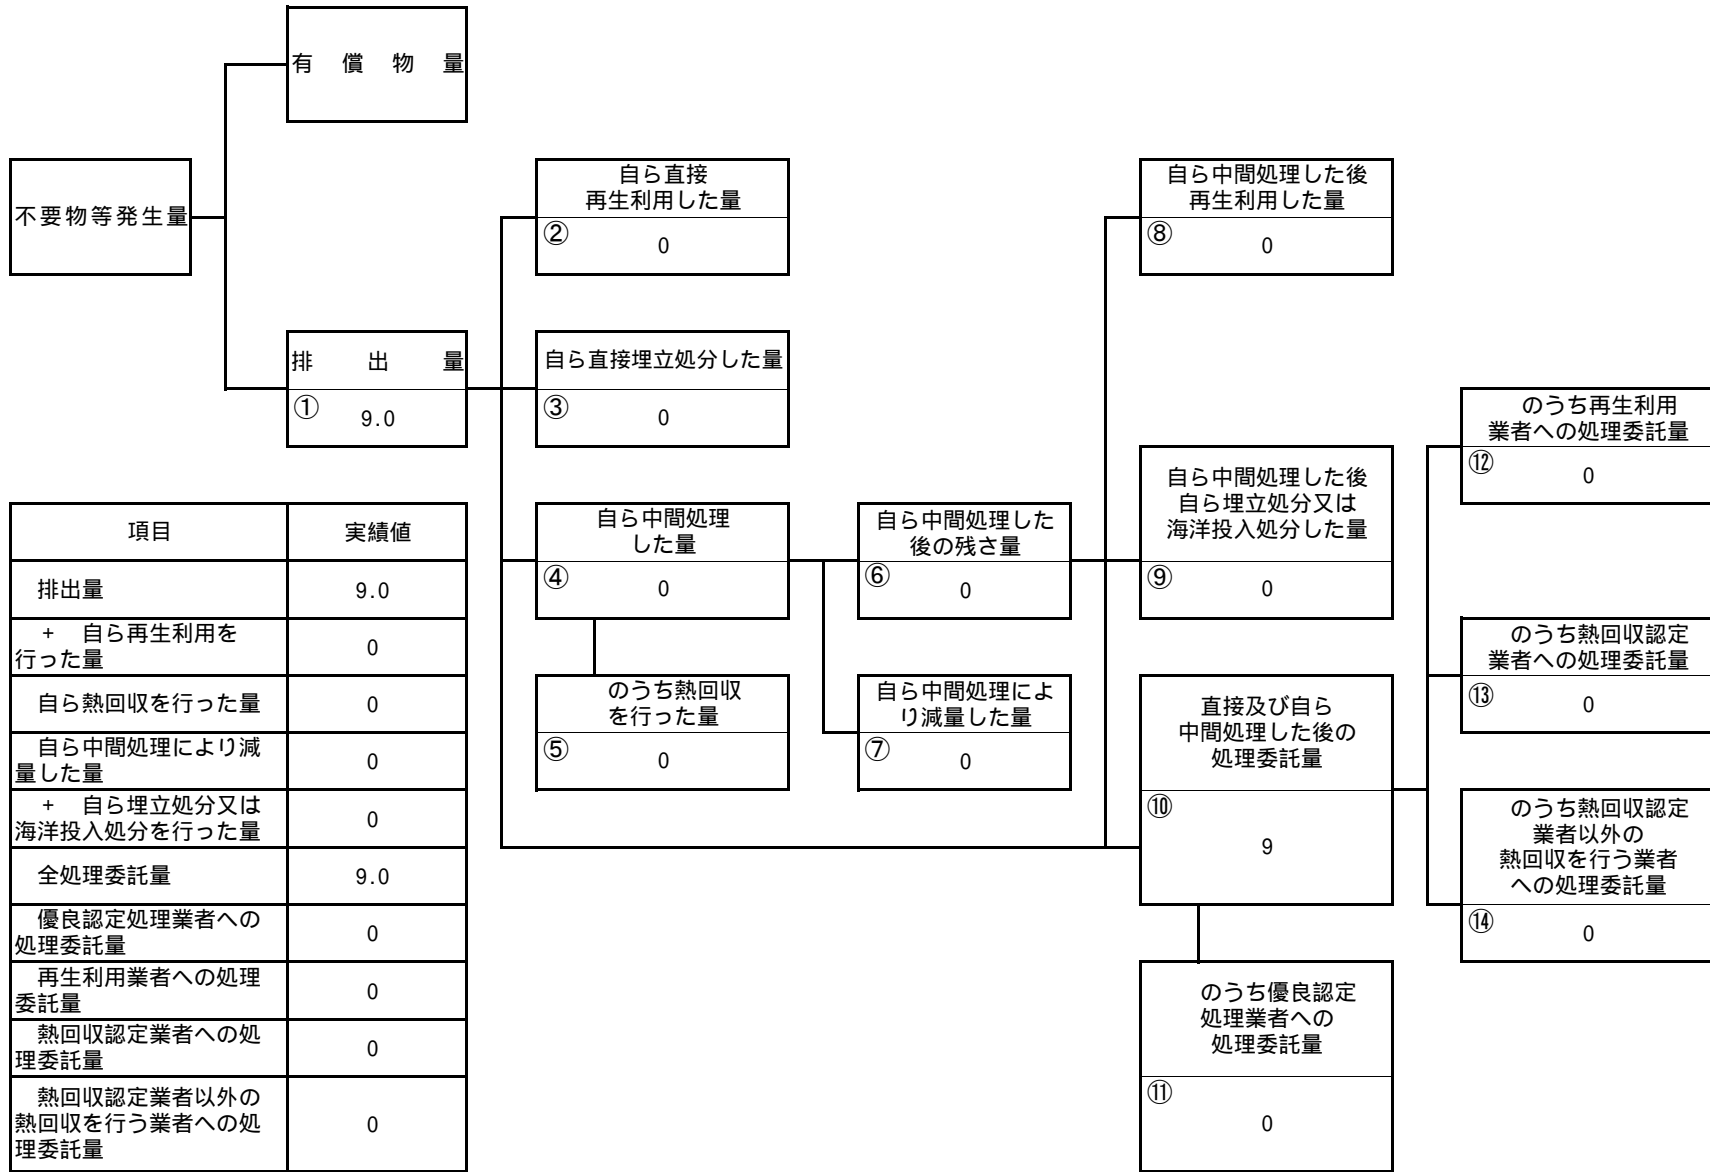 有償物量
不要物等発生量
排出量
① 9.0
自ら直接
再生利用した量
② 0
自ら直接埋立処分した量
③ 0
自ら中間処理
した量
④ 0
のうち熱回収
を行った量
⑤ 0
自ら中間処理した
後の残さ量
⑥ 0
自ら中間処理によ
り減量した量
⑦ 0
自ら中間処理した後
再生利用した量
⑧ 0
自ら中間処理した後
自ら埋立処分又は
海洋投入処分した量
⑨ 0
直接及び自ら
中間処理した後の
処理委託量
⑩ 9
のうち優良認定
処理業者への
処理委託量
⑪ 0
のうち再生利用
業者への処理委託量
⑫ 0
のうち熱回収認定
業者への処理委託量
⑬ 0
のうち熱回収認定
業者以外の
熱回収を行う業者
への処理委託量
⑭ 0
項目 実績値
排出量 9.0
+ 自ら再生利用を
行った量 0
自ら熱回収を行った量 0
自ら中間処理により減
量した量 0
+ 自ら埋立処分又は
海洋投入処分を行った量 0
全処理委託量 9.0
優良認定処理業者への
処理委託量 0
再生利用業者への処理
委託量 0
熱回収認定業者への処
理委託量 0
熱回収認定業者以外の
熱回収を行う業者への処
理委託量 0